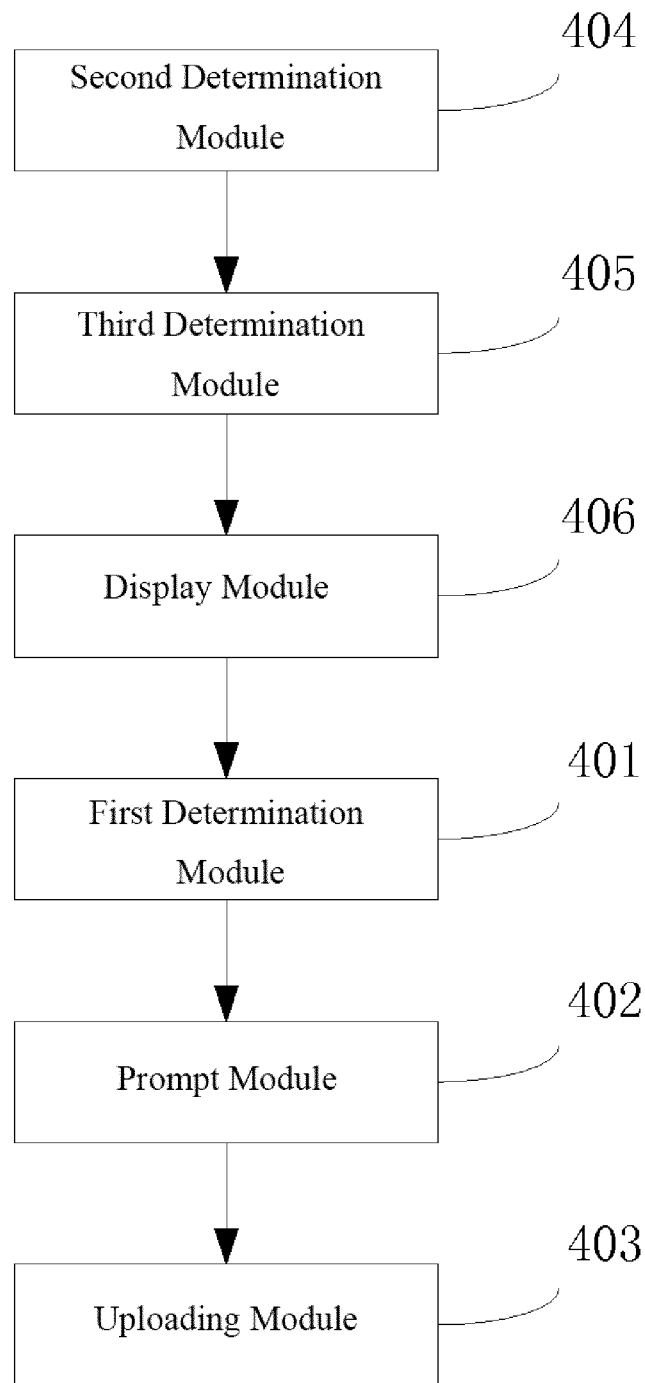 404
Second Determination
Module
405
Third Determination
Module
406
Display Module
401
First Determination
Module
402
Prompt Module
403
Uploading Module